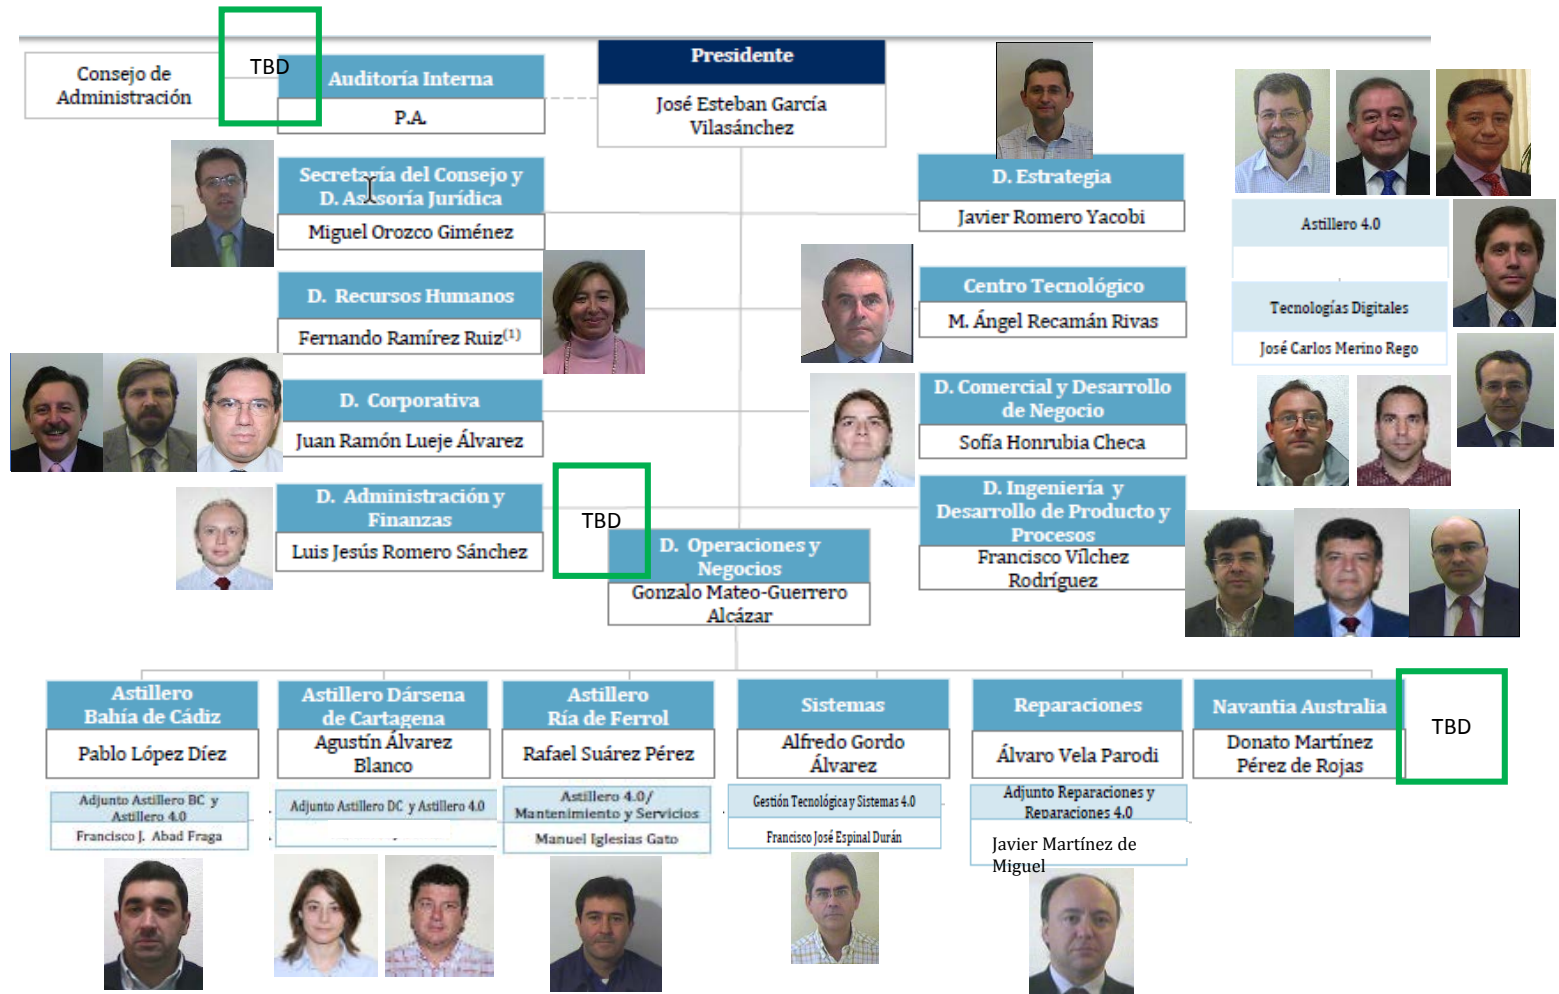 Consejo de
Administración
TBD
Auditoría Interna
P.A.
Presidente
José Esteban García
Vilasánchez
Secretaría del Consejo y
D. Asesoría Jurídica
Miguel Orozco Giménez
D. Estrategia
Javier Romero Yacobi
Astillero 4.0
D. Recursos Humanos
Fernando Ramírez Ruiz(1)
Centro Tecnológico
M. Ángel Recamán Rivas
Tecnologías Digitales
José Carlos Merino Rego
D. Corporativa
Juan Ramón Lueje Álvarez
D. Comercial y Desarrollo
de Negocio
Sofía Honrubia Checa
D. Administración y
Finanzas
Luis Jesús Romero Sánchez
TBD
D. Operaciones y
Negocios
Gonzalo Mateo-Guerrero
Alcázar
D. Ingeniería y
Desarrollo de Producto y
Procesos
Francisco Vílchez
Rodríguez
Astillero
Bahía de Cádiz
Pablo López Díez
Adjunto Astillero BC y
Astillero 4.0
Francisco J. Abad Fraga
Astillero Dársena
de Cartagena
Agustín Álvarez
Blanco
Adjunto Astillero DC y Astillero 4.0
Astillero
Ría de Ferrol
Rafael Suárez Pérez
Astillero 4.0/
Mantenimiento y Servicios
Manuel Iglesias Gato
Sistemas
Alfredo Gordo
Álvarez
Gestión Tecnológica y Sistemas 4.0
Francisco José Espinal Durán
Reparaciones
Álvaro Vela Parodi
Adjunto Reparaciones y
Reparaciones 4.0
Javier Martínez de
Miguel
Navantia Australia
Donato Martínez
Pérez de Rojas
TBD